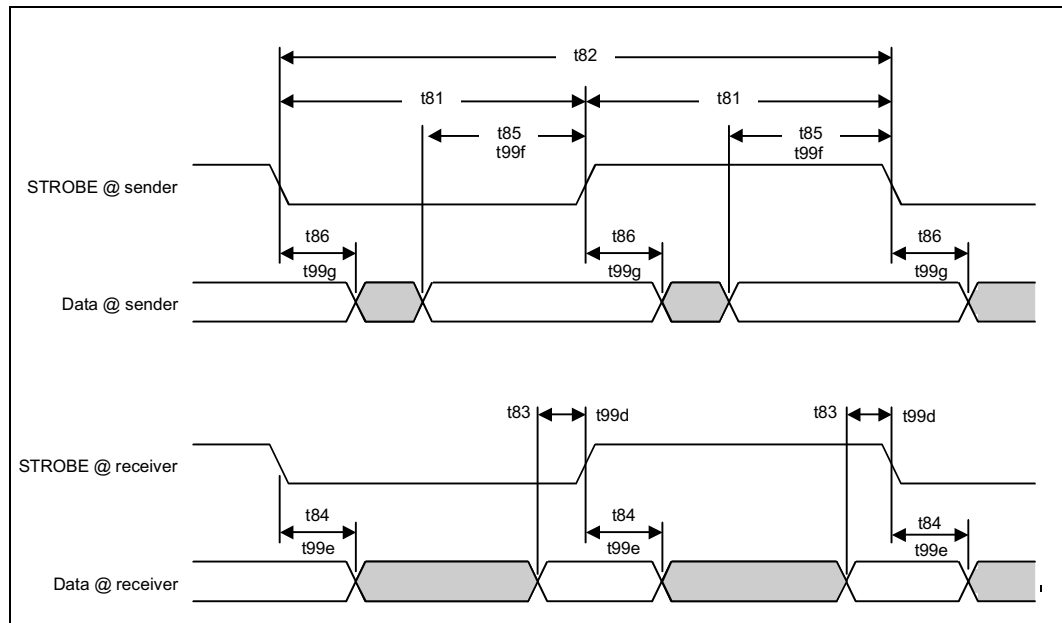 t82
t81 t81
t85 t85
t99f t99f
STROBE @ sender
t86 t86 t86
t99g t99g t99g
Data @ sender
t83 t99d t83 t99d
STROBE @ receiver
t84 t84 t84
t99e t99e t99e
Data @ receiver